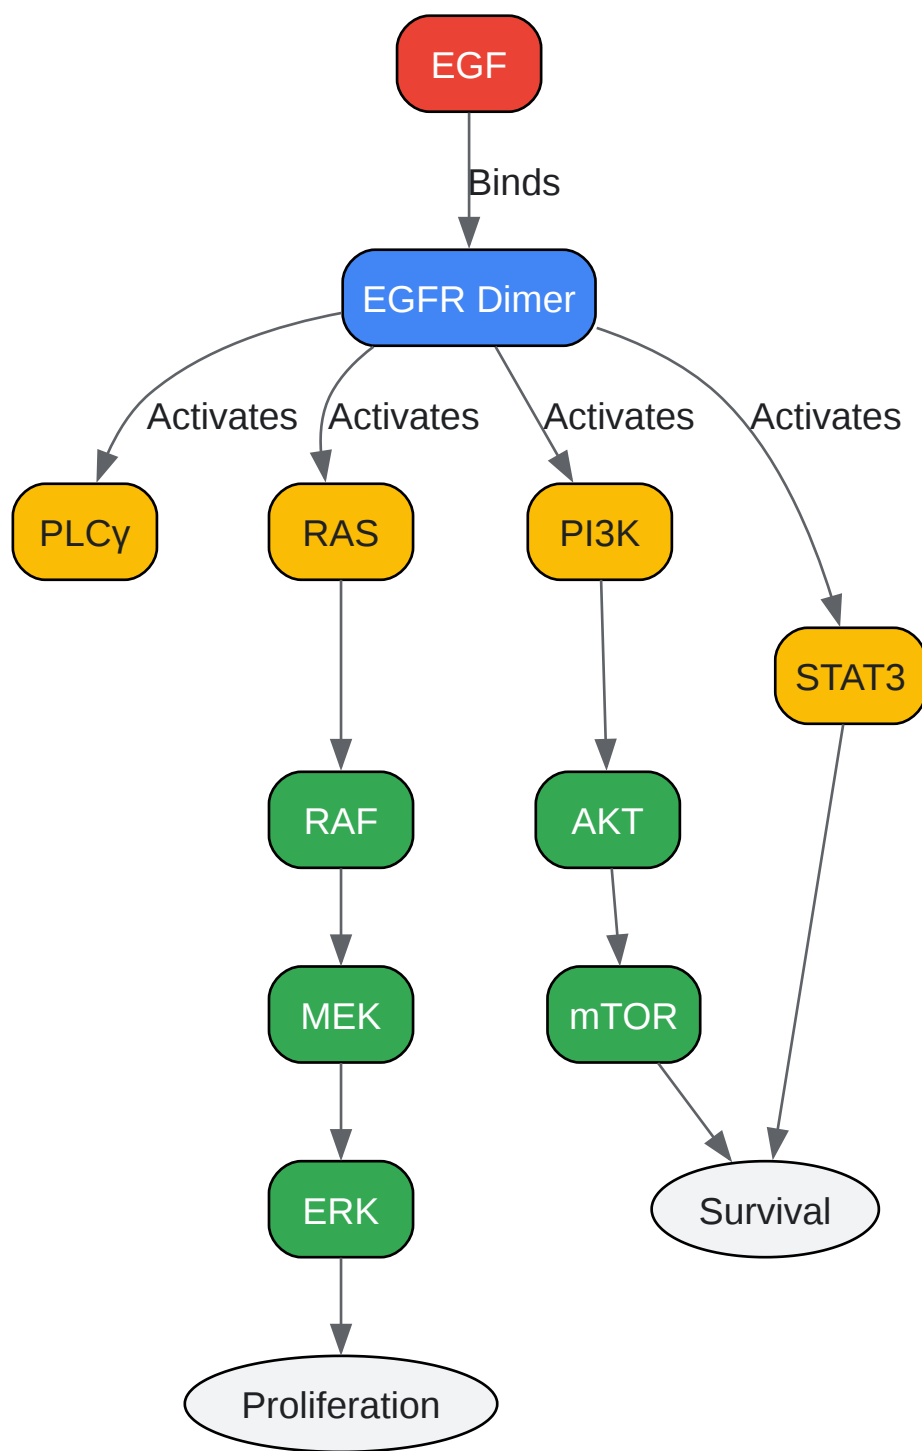 EGF
Binds
EGFR Dimer
Activates
Activates
Activates
Activates
PLCγ
RAS
PI3K
STAT3
RAF
AKT
MEK
mTOR
ERK
Survival
Proliferation